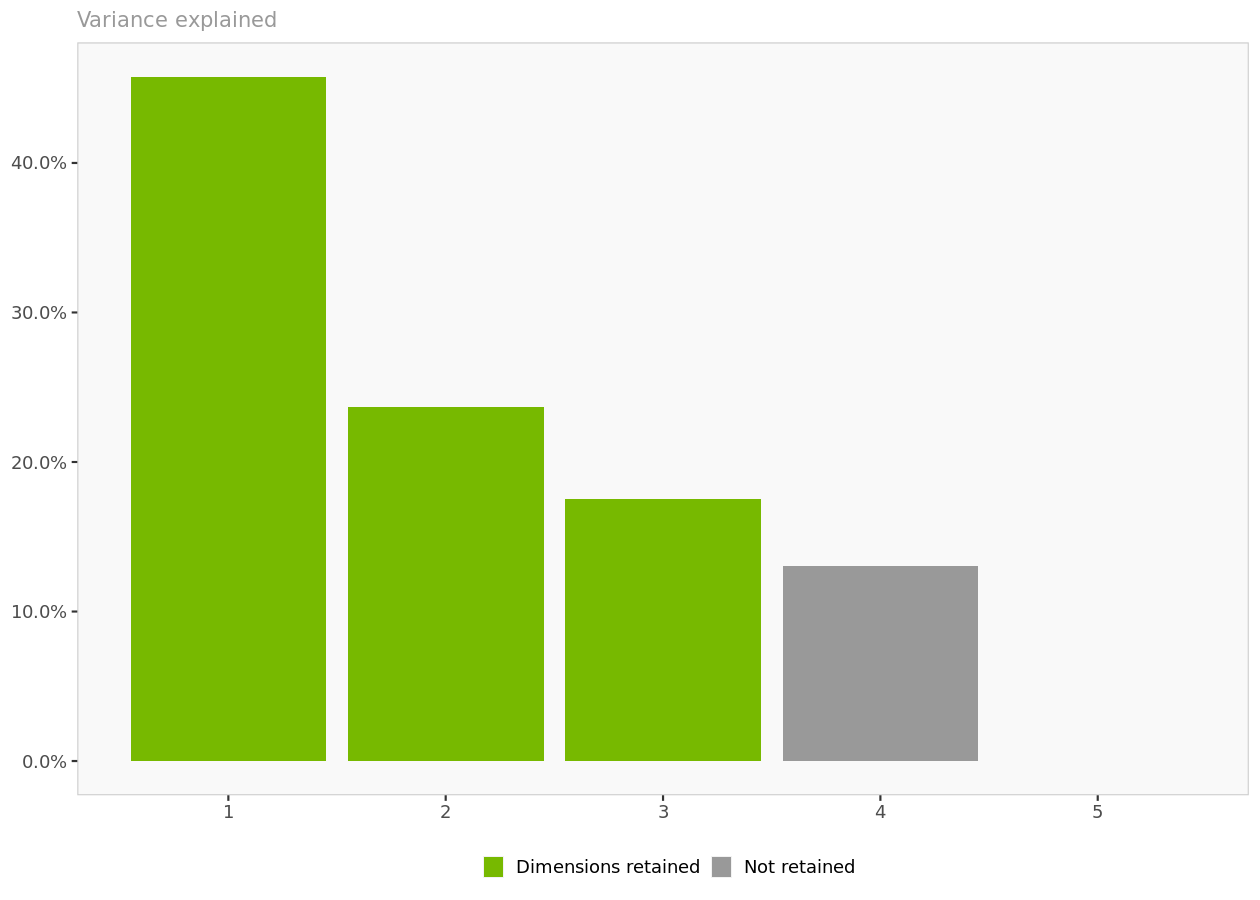 Variance explained
40.0%
30.0%
20.0%
10.0%
0.0%
1 2 3 4 5
Dimensions retained Not retained